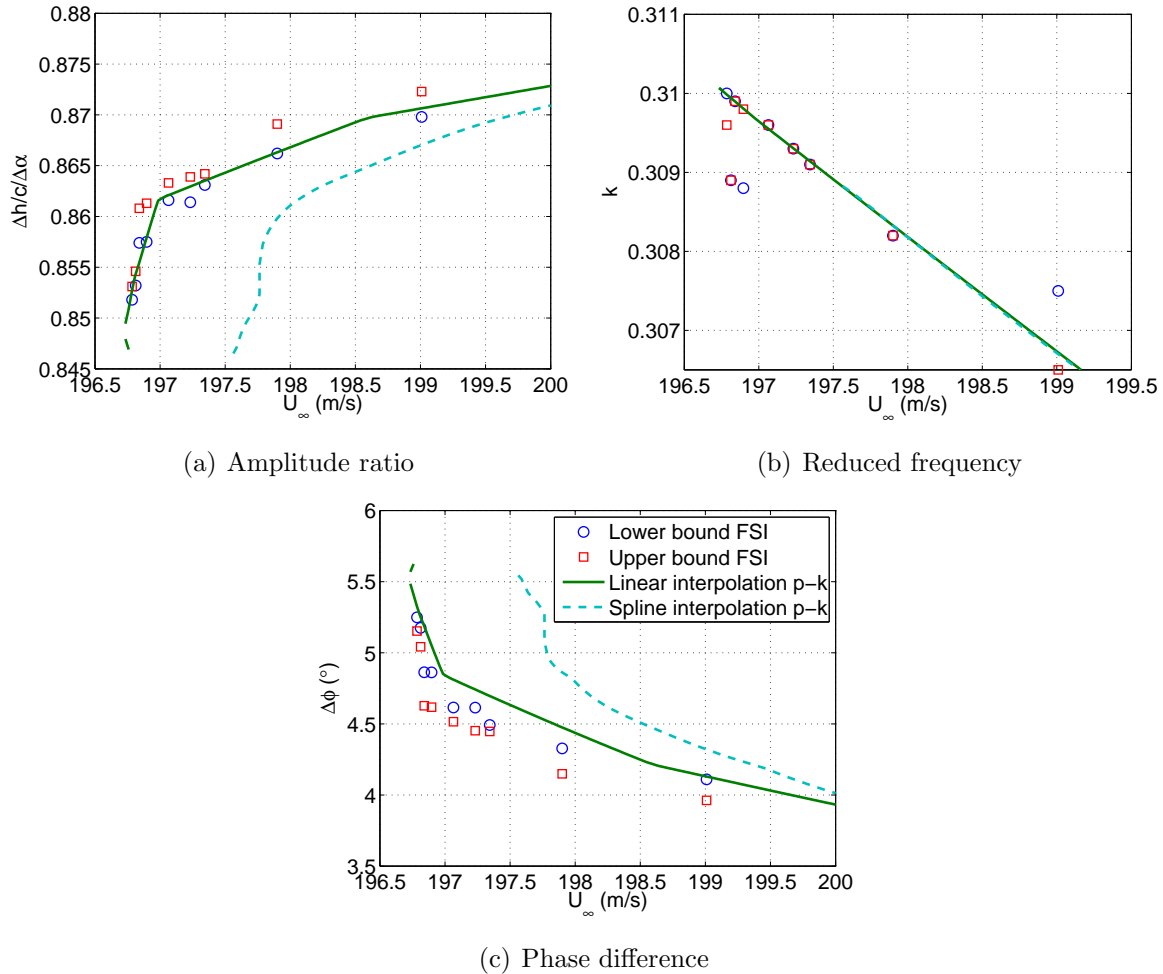 0.88
0.875
0.87
0.865
0.86
0.855
0.85
0.845
Δh/c/Δα
196.5 197 197.5 198 198.5 199 199.5 200
U∞ (m/s)
(a) Amplitude ratio
0.311
0.31
0.309
0.308
0.307
k
196.5 197 197.5 198 198.5 199 199.5
U∞ (m/s)
(b) Reduced frequency
6
5.5
5
4.5
4
3.5
Δϕ (°)
Lower bound FSI
Upper bound FSI
Linear interpolation p−k
Spline interpolation p−k
196.5 197 197.5 198 198.5 199 199.5 200
U∞ (m/s)
(c) Phase difference